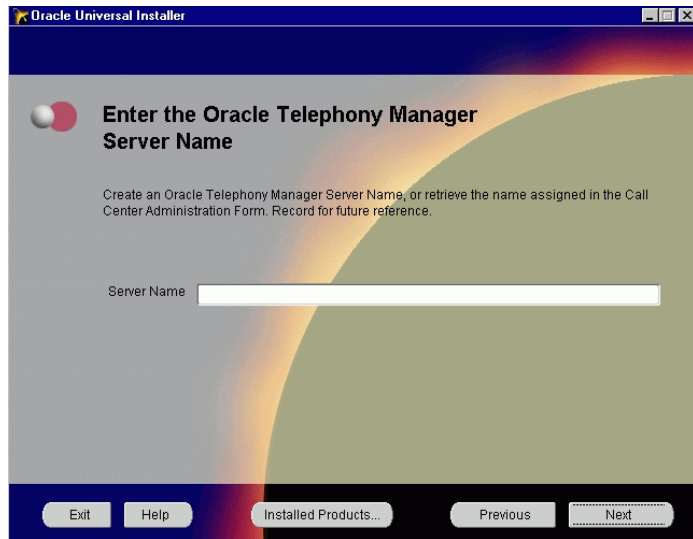 Oracle Universal Installer
Enter the Oracle Telephony Manager
Server Name
Create an Oracle Telephony Manager Server Name, or retrieve the name assigned in the Call
Center Administration Form. Record for future reference.
Server Name
Exit
Help
Installed Products...
Previous
Next